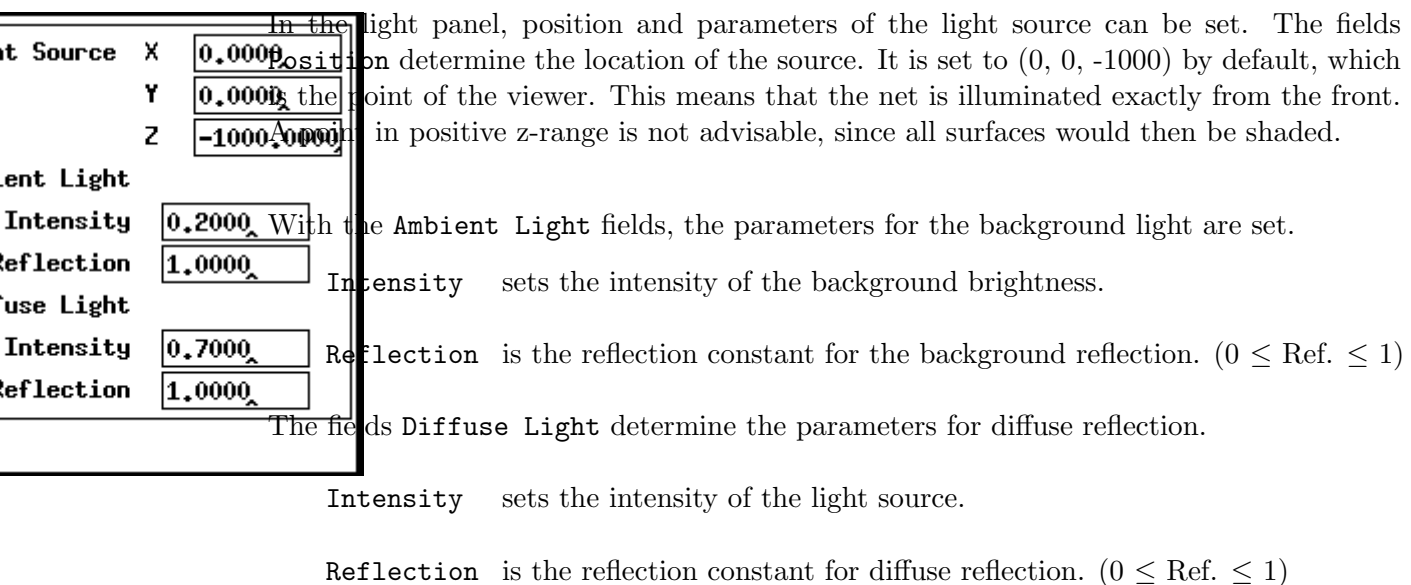 nt Source X 0.0000
Y 0.0000
Z -1000.0000
ent Light
Intensity 0.2000
Reflection 1.0000
fuse Light
Intensity 0.7000
Reflection 1.0000
In the light panel, position and parameters of the light source can be set. The fields
Position determine the location of the source. It is set to (0, 0, -1000) by default, which
is the point of the viewer. This means that the net is illuminated exactly from the front.
A point in positive z-range is not advisable, since all surfaces would then be shaded.
With the Ambient Light fields, the parameters for the background light are set.
Intensity sets the intensity of the background brightness.
Reflection is the reflection constant for the background reflection. (0 ≤ Ref. ≤ 1)
The fields Diffuse Light determine the parameters for diffuse reflection.
Intensity sets the intensity of the light source.
Reflection is the reflection constant for diffuse reflection. (0 ≤ Ref. ≤ 1)